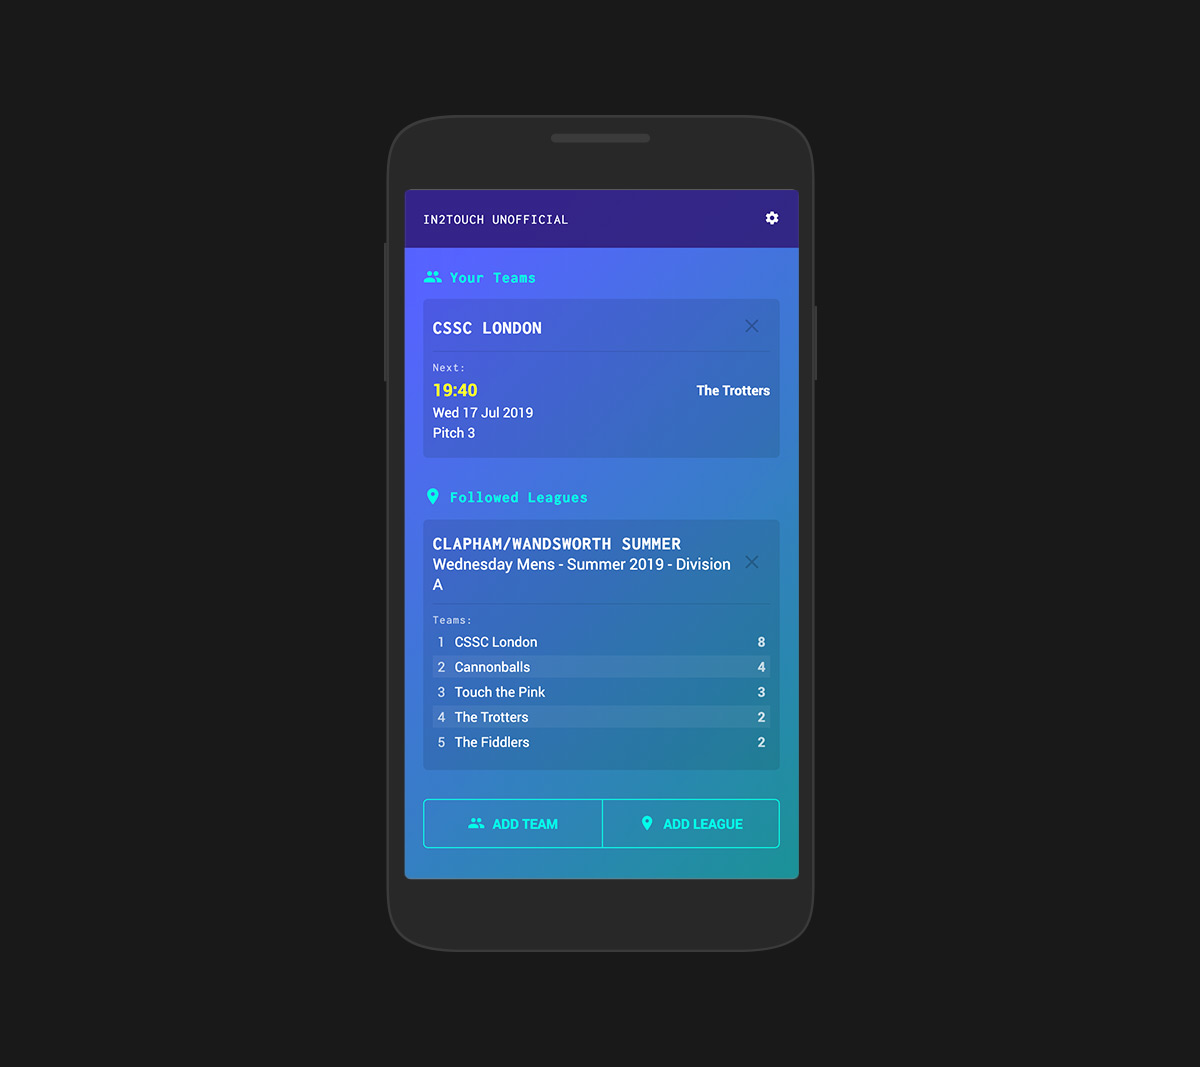 IN2TOUCH UNOFFICIAL
Your Teams
CSSC LONDON
Next:
19:40 The Trotters
Wed 17 Jul 2019
Pitch 3
Followed Leagues
CLAPHAM/WANDSWORTH SUMMER
Wednesday Mens - Summer 2019 - Division
A
Teams:
1 CSSC London 8
2 Cannonballs 4
3 Touch the Pink 3
4 The Trotters 2
5 The Fiddlers 2
ADD TEAM ADD LEAGUE